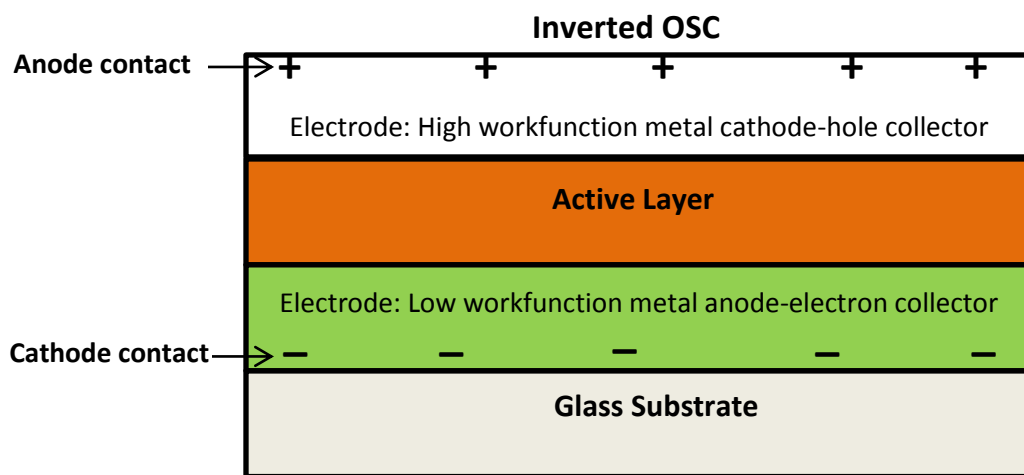 Inverted OSC
Anode contact
+ + + + +
Electrode: High workfunction metal cathode-hole collector
Active Layer
Electrode: Low workfunction metal anode-electron collector
Cathode contact
– – – – –
Glass Substrate